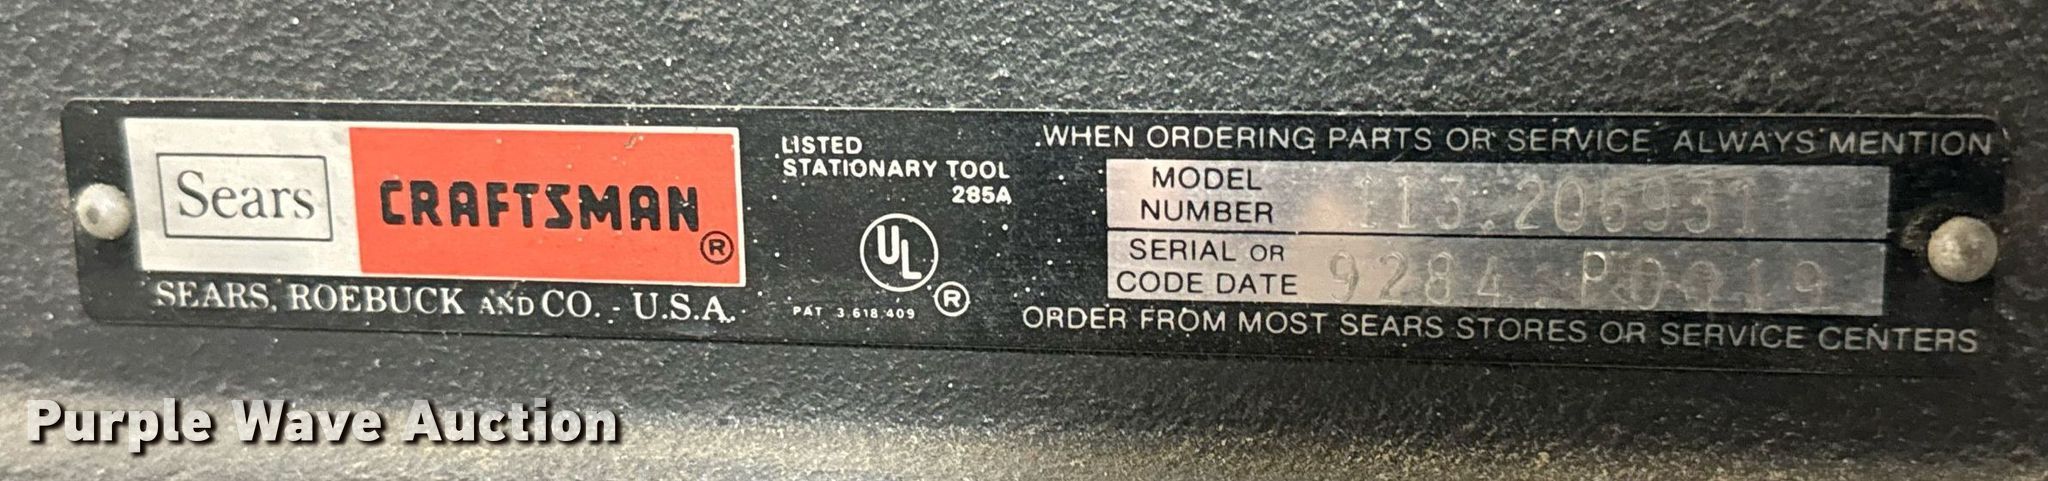 Sears
CRAFTSMAN®
SEARS, ROEBUCK AND CO. - U.S.A.
LISTED
STATIONARY TOOL
285A
UL®
PAT 3,618,409
WHEN ORDERING PARTS OR SERVICE, ALWAYS MENTION
MODEL NUMBER 113.206931
SERIAL OR CODE DATE 9284 P0219
ORDER FROM MOST SEARS STORES OR SERVICE CENTERS
Purple Wave Auction